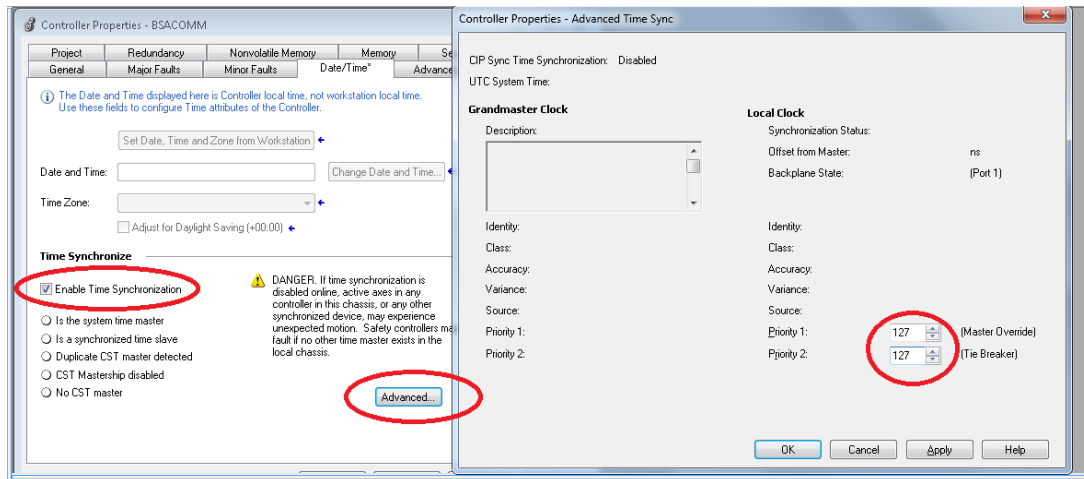 Controller Properties - BSACOMM
Project Redundancy Nonvolatile Memory Memory Se
General Major Faults Minor Faults Date/Time* Advance
The Date and Time displayed here is Controller local time, not workstation local time.
Use these fields to configure Time attributes of the Controller.
Set Date, Time and Zone from Workstation
Date and Time:
Change Date and Time...
Time Zone:
Adjust for Daylight Saving (+00:00)
Time Synchronize
Enable Time Synchronization
DANGER. If time synchronization is
disabled online, active axes in any
controller in this chassis, or any other
synchronized device, may experience
unexpected motion. Safety controllers ma
fault if no other time master exists in the
local chassis.
Is the system time master
Is a synchronized time slave
Duplicate CST master detected
CST Mastership disabled
No CST master
Advanced...
Controller Properties - Advanced Time Sync
CIP Sync Time Synchronization: Disabled
UTC System Time:
Grandmaster Clock
Description:
Identity:
Class:
Accuracy:
Variance:
Source:
Priority 1:
Priority 2:
Local Clock
Synchronization Status:
Offset from Master: ns
Backplane State: (Port 1)
Identity:
Class:
Accuracy:
Variance:
Source:
Priority 1: 127 (Master Override)
Priority 2: 127 (Tie Breaker)
OK Cancel Apply Help